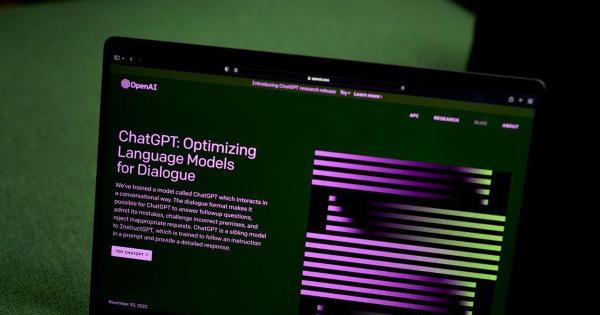 openai.com
OpenAI
Introducing ChatGPT research release Try › Learn more ›
API RESEARCH BLOG ABOUT
ChatGPT: Optimizing
Language Models
for Dialogue
We've trained a model called ChatGPT which interacts in
a conversational way. The dialogue format makes it
possible for ChatGPT to answer followup questions,
admit its mistakes, challenge incorrect premises, and
reject inappropriate requests. ChatGPT is a sibling model
to InstructGPT, which is trained to follow an instruction
in a prompt and provide a detailed response.
TRY CHATGPT
November 30, 2022